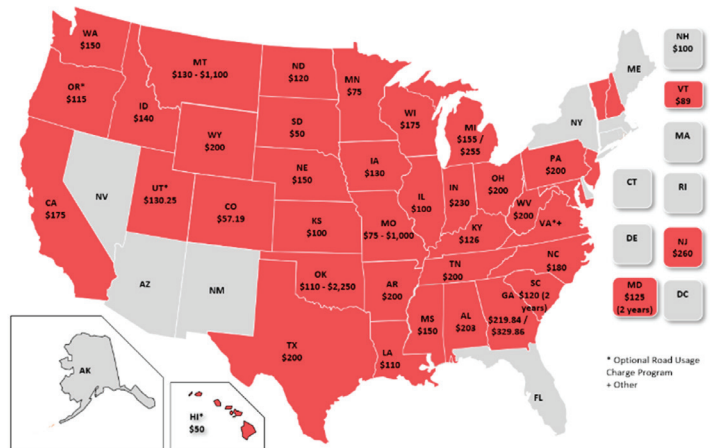 WA
$150
OR*
$115
CA
$175
NV
ID
$140
MT
$130 - $1,100
WY
$200
UT*
$130.25
CO
$57.19
AZ
NM
ND
$120
SD
$50
NE
$150
KS
$100
OK
$110 - $2,250
TX
$200
MN
$75
IA
$130
MO
$75 - $1,000
AR
$200
LA
$110
WI
$175
IL
$100
MI
$155 /
$255
IN
$230
OH
$200
KY
$126
TN
$200
MS
$150
AL
$203
GA
$219.84 /
$329.86
SC
$120 (2
years)
NC
$180
WV
$200
VA*+
PA
$200
NY
ME
FL
AK
HI*
$50
NH
$100
VT
$89
MA
CT
RI
DE
NJ
$260
MD
$125
(2 years)
DC
* Optional Road Usage
Charge Program
+ Other